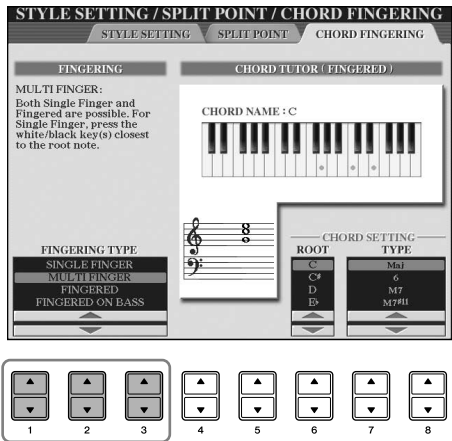 STYLE SETTING / SPLIT POINT / CHORD FINGERING
STYLE SETTING
SPLIT POINT
CHORD FINGERING
FINGERING
MULTI FINGER:
Both Single Finger and
Fingered are possible. For
Single Finger, press the
white/black key(s) closest
to the root note.
CHORD TUTOR ( FINGERED )
CHORD NAME : C
FINGERING TYPE
SINGLE FINGER
MULTI FINGER
FINGERED
FINGERED ON BASS
CHORD SETTING
ROOT
TYPE
C
Maj
C#
6
D
M7
E♭
M7#11
1
2
3
4
5
6
7
8